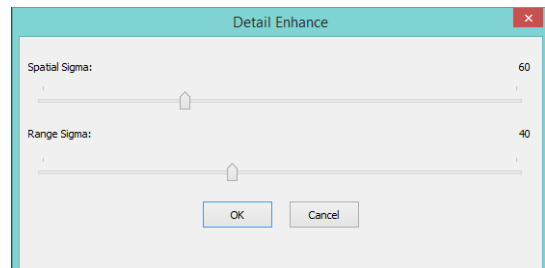 Detail Enhance
Spatial Sigma: 60
Range Sigma: 40
OK Cancel